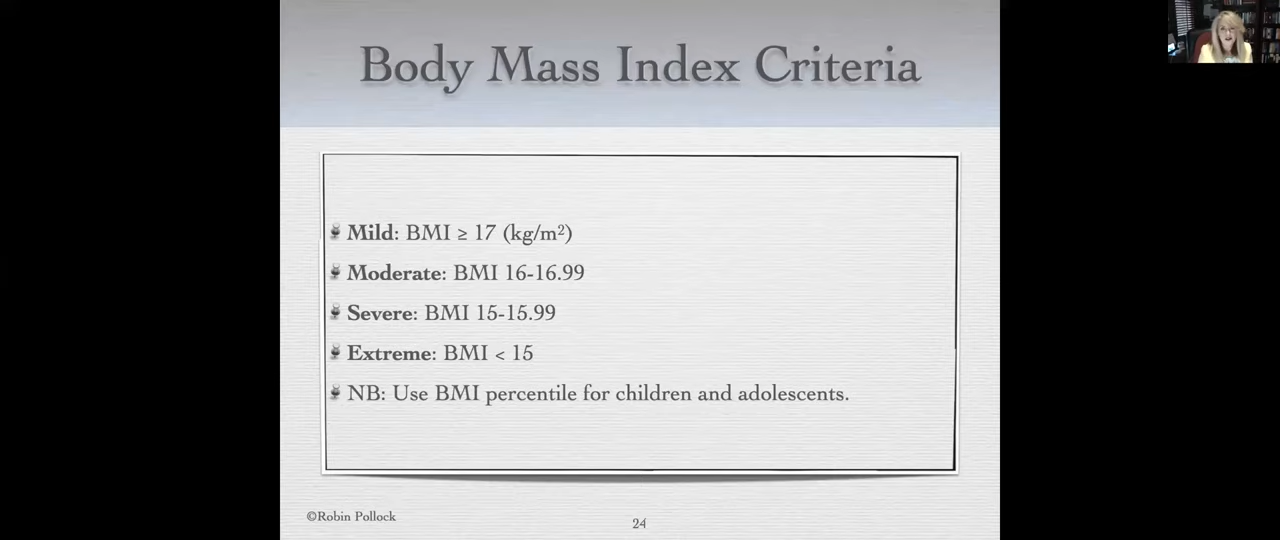 Body Mass Index Criteria
Mild: BMI ≥ 17 (kg/m²)
Moderate: BMI 16-16.99
Severe: BMI 15-15.99
Extreme: BMI < 15
NB: Use BMI percentile for children and adolescents.
©Robin Pollock
24